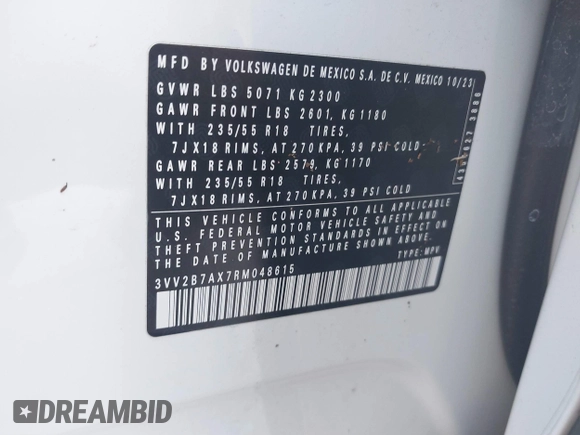 MFD BY VOLKSWAGEN DE MEXICO S.A. DE C.V. MEXICO 10/23
GVWR LBS 5071 KG 2300
GAWR FRONT LBS 2601, KG 1180
WITH 235/55 R18 TIRES,
7JX18 RIMS, AT 270 KPA, 39 PSI COLD
GAWR REAR LBS 2579, KG 1170
WITH 235/55 R18 TIRES,
7JX18 RIMS, AT 270 KPA, 39 PSI COLD
THIS VEHICLE CONFORMS TO ALL APPLICABLE
U.S. FEDERAL MOTOR VEHICLE SAFETY AND
THEFT PREVENTION STANDARDS IN EFFECT ON
THE DATE OF MANUFACTURE SHOWN ABOVE.
3VV2B7AX7RM048615 TYPE: MPV
DREAMBID